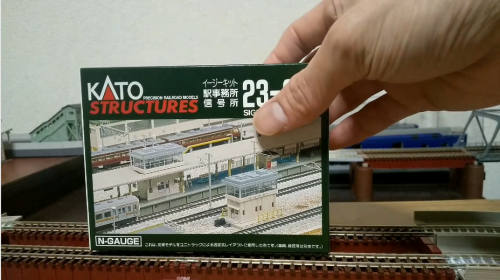 KATO
PRECISION RAILROAD MODELS
STRUCTURES
イージーキット
駅事務所
信号所
23-
N-GAUGE